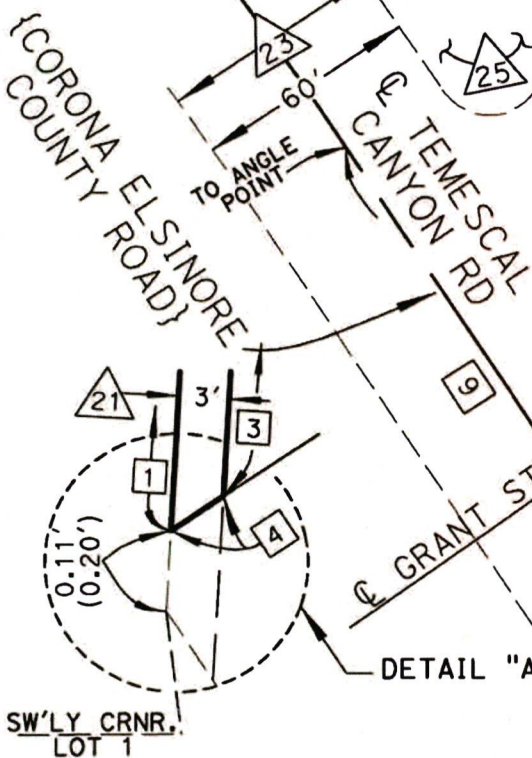 {CORONA ELSINORE
COUNTY ROAD}
23
25
60'
TO ANGLE
POINT
℄ TEMESCAL
CANYON RD
21
3'
1
3
9
4
0.11'
(0.20')
℄ GRANT ST
DETAIL "A
SW'LY CRNR.
LOT 1